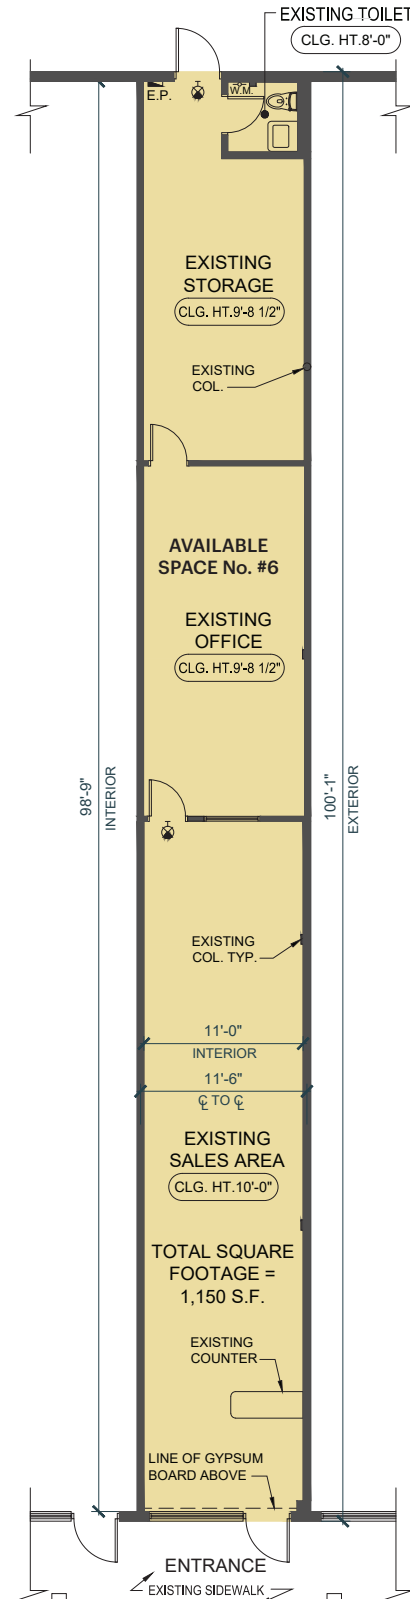 EXISTING TOILET
CLG. HT.8'-0"
E.P.
W.M.
EXISTING
STORAGE
CLG. HT.9'-8 1/2"
EXISTING
COL.
AVAILABLE
SPACE No. #6
EXISTING
OFFICE
CLG. HT.9'-8 1/2"
98'-9"
INTERIOR
100'-1"
EXTERIOR
EXISTING
COL. TYP.
11'-0"
INTERIOR
11'-6"
℄ TO ℄
EXISTING
SALES AREA
CLG. HT.10'-0"
TOTAL SQUARE
FOOTAGE =
1,150 S.F.
EXISTING
COUNTER
LINE OF GYPSUM
BOARD ABOVE
ENTRANCE
EXISTING SIDEWALK